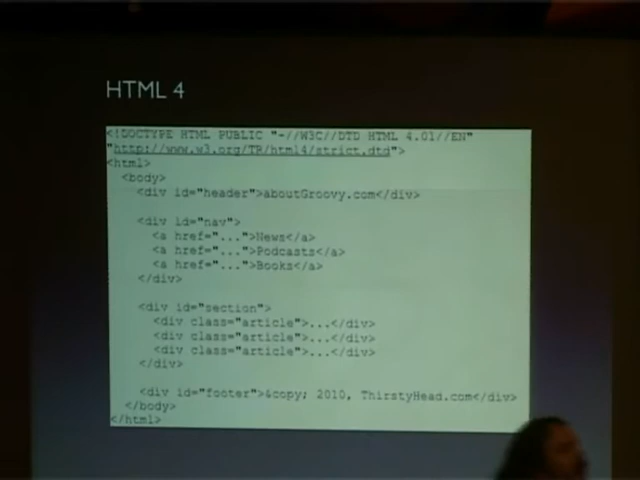 HTML 4
<!DOCTYPE HTML PUBLIC "-//W3C//DTD HTML 4.01//EN"
"http://www.w3.org/TR/html4/strict.dtd">
<html>
<body>
<div id="header">aboutGroovy.com</div>
<div id="nav">
<a href="...">News</a>
<a href="...">Podcasts</a>
<a href="...">Books</a>
</div>
<div id="section">
<div class="article">...</div>
<div class="article">...</div>
<div class="article">...</div>
</div>
<div id="footer">&copy; 2010, ThirstyHead.com</div>
</body>
</html>